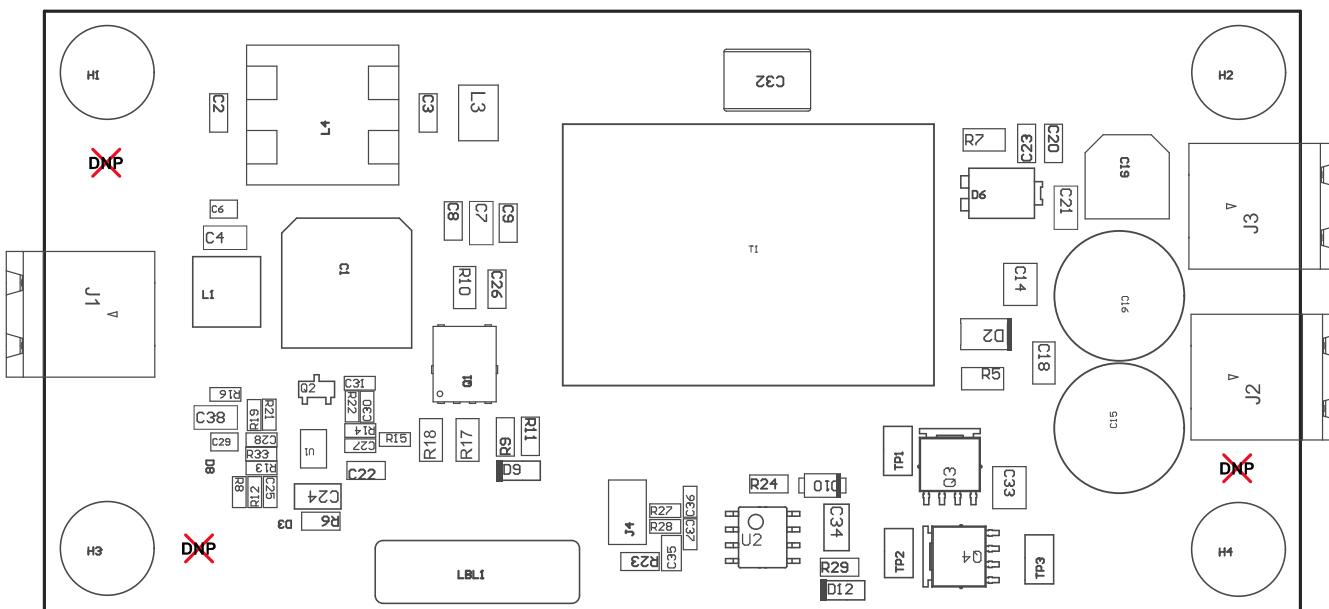 H1
H2
C32
C2
L4
C3
L3
R7
C23
C20
C19
DNP
D6
C21
J3
C6
C4
C8
C7
C9
T1
L1
C1
R10
C26
C14
C16
J1
D2
C18
R5
J2
Q2
C31
Q1
R16
R22
C30
C38
R19
R21
R14
C29
C28
C27
R15
R18
R17
R9
R11
C15
R33
U1
D8
R13
C22
D9
TP1
Q3
C33
DNP
R8
R12
C25
C24
R24
D10
D3
R6
J4
R27
C36
R28
C37
U2
C34
H3
DNP
R23
C35
R29
TP2
Q4
TP3
H4
LBL1
D12